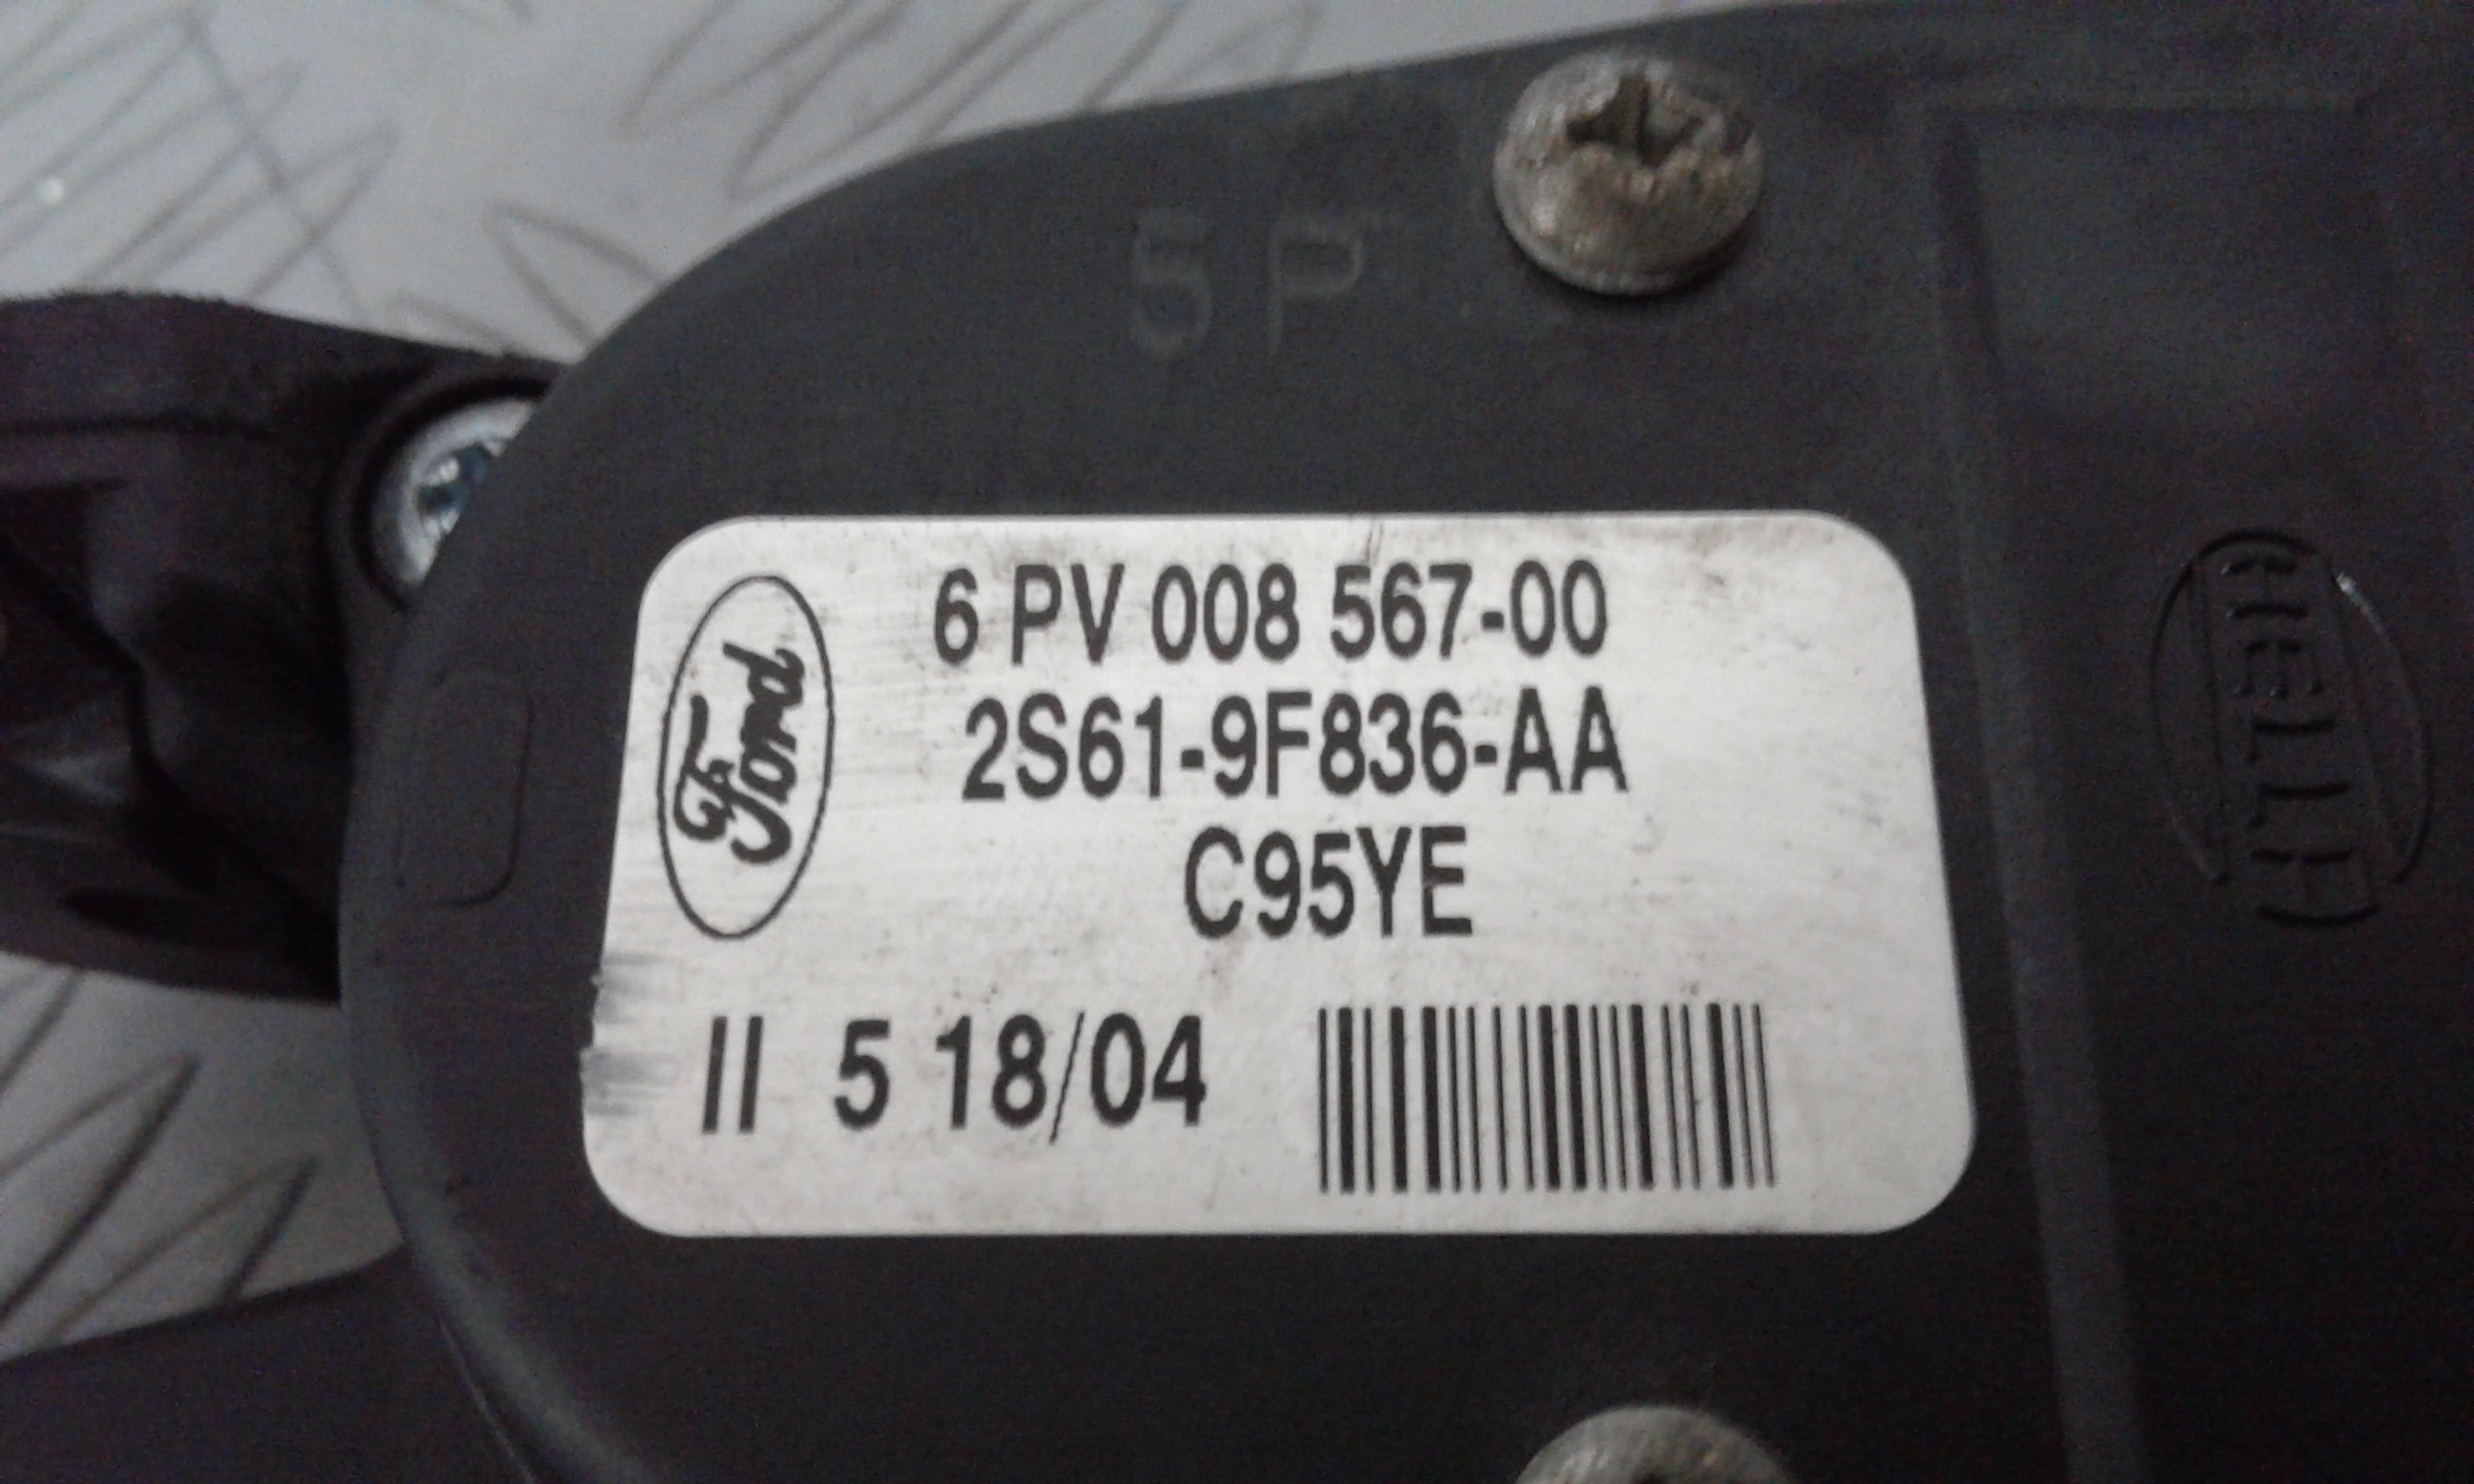 5P
6 PV 008 567-00
Ford
2S61-9F836-AA
C95YE
II 5 18/04
HELLA